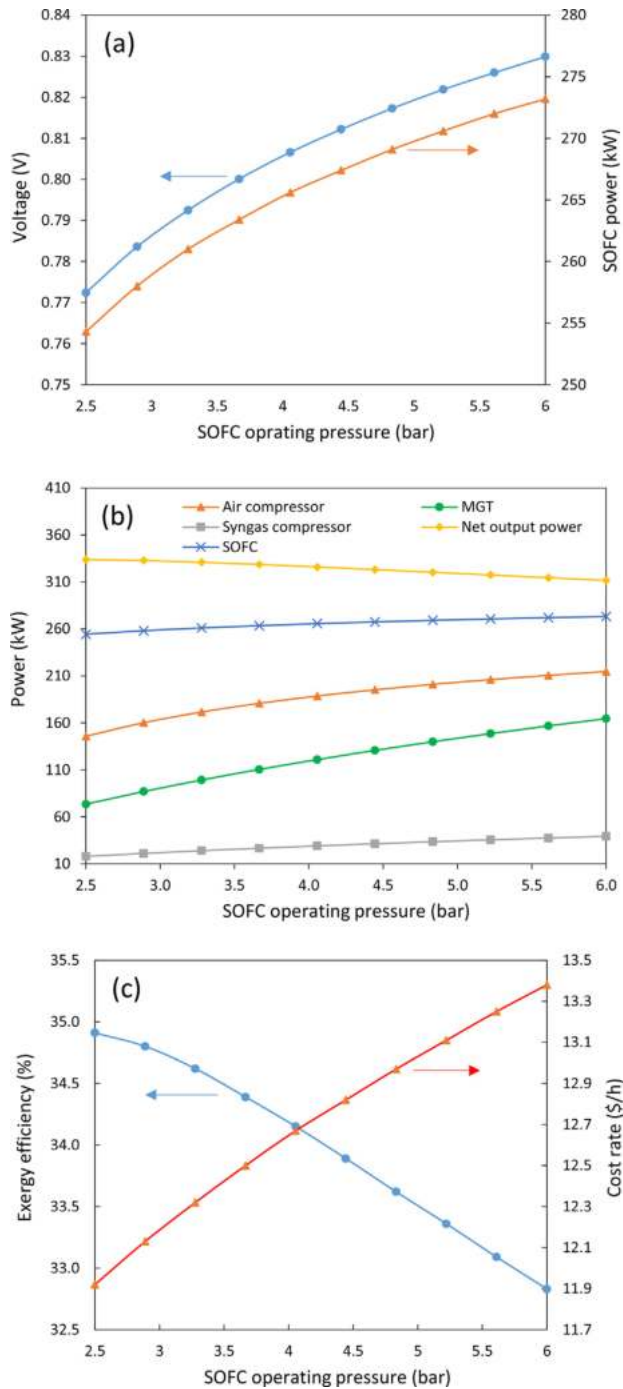 (a)
0.84
0.83
0.82
0.81
0.80
0.79
0.78
0.77
0.76
0.75
Voltage (V)
280
275
270
265
260
255
250
SOFC power (kW)
2.5 3 3.5 4 4.5 5 5.5 6
SOFC oprating pressure (bar)
(b)
Air compressor MGT
Syngas compressor Net output power
SOFC
410
360
310
260
210
160
110
60
10
Power (kW)
2.5 3.0 3.5 4.0 4.5 5.0 5.5 6.0
SOFC operating pressure (bar)
(c)
35.5
35.0
34.5
34.0
33.5
33.0
32.5
Exergy efficiency (%)
13.5
13.3
13.1
12.9
12.7
12.5
12.3
12.1
11.9
11.7
Cost rate ($/h)
2.5 3 3.5 4 4.5 5 5.5 6
SOFC operating pressure (bar)